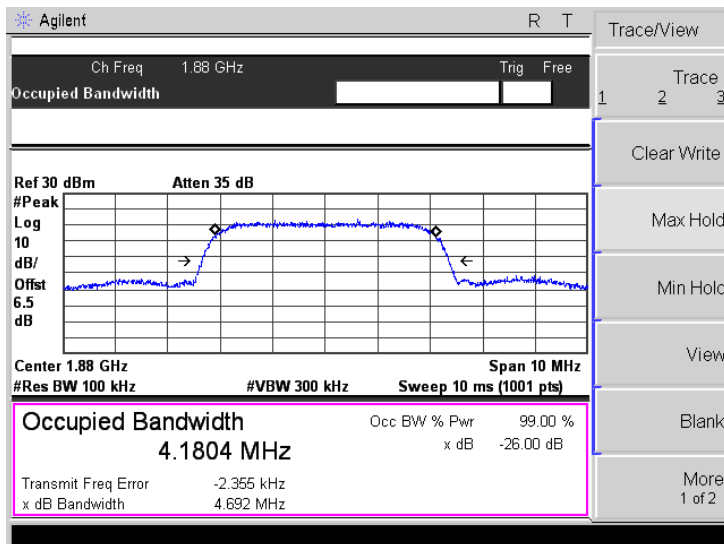 Agilent R T
Ch Freq 1.88 GHz Trig Free
Occupied Bandwidth
Ref 30 dBm Atten 35 dB
#Peak
Log
10
dB/
Offst
6.5
dB
Center 1.88 GHz Span 10 MHz
#Res BW 100 kHz #VBW 300 kHz Sweep 10 ms (1001 pts)
Occupied Bandwidth Occ BW % Pwr 99.00 %
4.1804 MHz x dB -26.00 dB
Transmit Freq Error -2.355 kHz
x dB Bandwidth 4.692 MHz
Trace/View
Trace
1 2 3
Clear Write
Max Hold
Min Hold
View
Blank
More
1 of 2